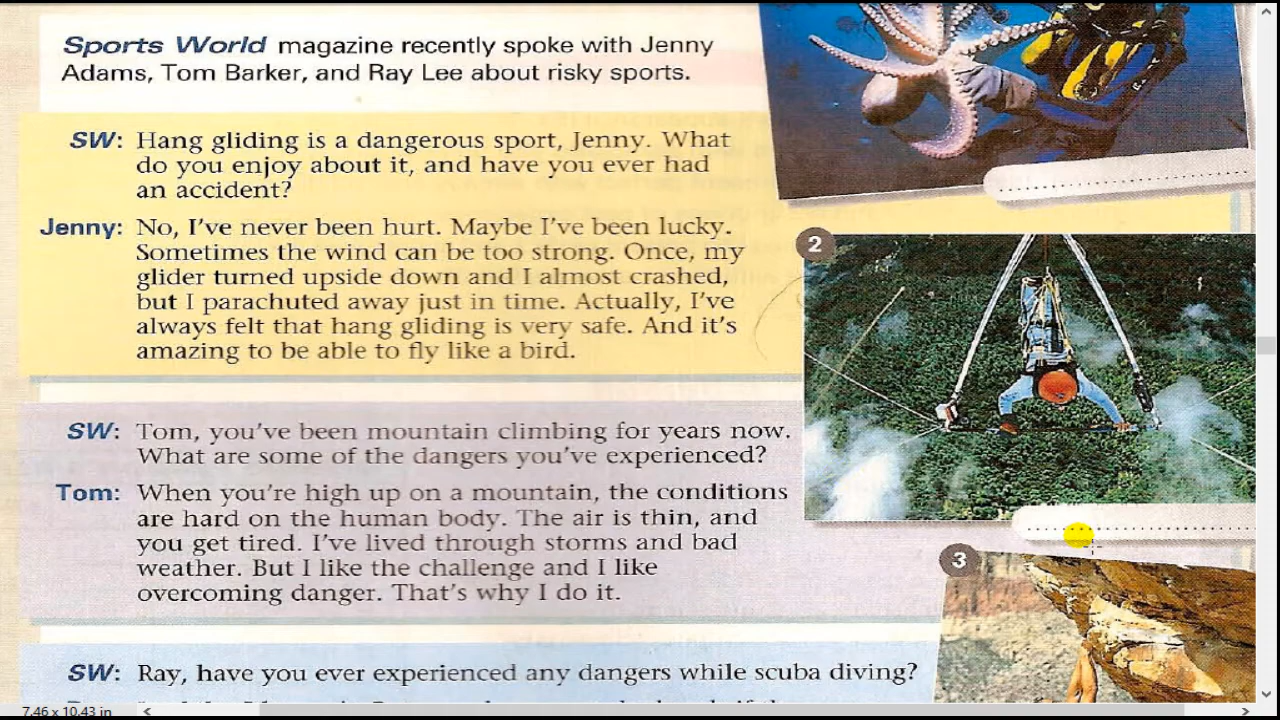 Sports World magazine recently spoke with Jenny
Adams, Tom Barker, and Ray Lee about risky sports.
SW: Hang gliding is a dangerous sport, Jenny. What
do you enjoy about it, and have you ever had
an accident?
Jenny: No, I've never been hurt. Maybe I've been lucky.
Sometimes the wind can be too strong. Once, my
glider turned upside down and I almost crashed,
but I parachuted away just in time. Actually, I've
always felt that hang gliding is very safe. And it's
amazing to be able to fly like a bird.
2
SW: Tom, you've been mountain climbing for years now.
What are some of the dangers you've experienced?
Tom: When you're high up on a mountain, the conditions
are hard on the human body. The air is thin, and
you get tired. I've lived through storms and bad
weather. But I like the challenge and I like
overcoming danger. That's why I do it.
3
SW: Ray, have you ever experienced any dangers while scuba diving?
7.46 x 10.43 in